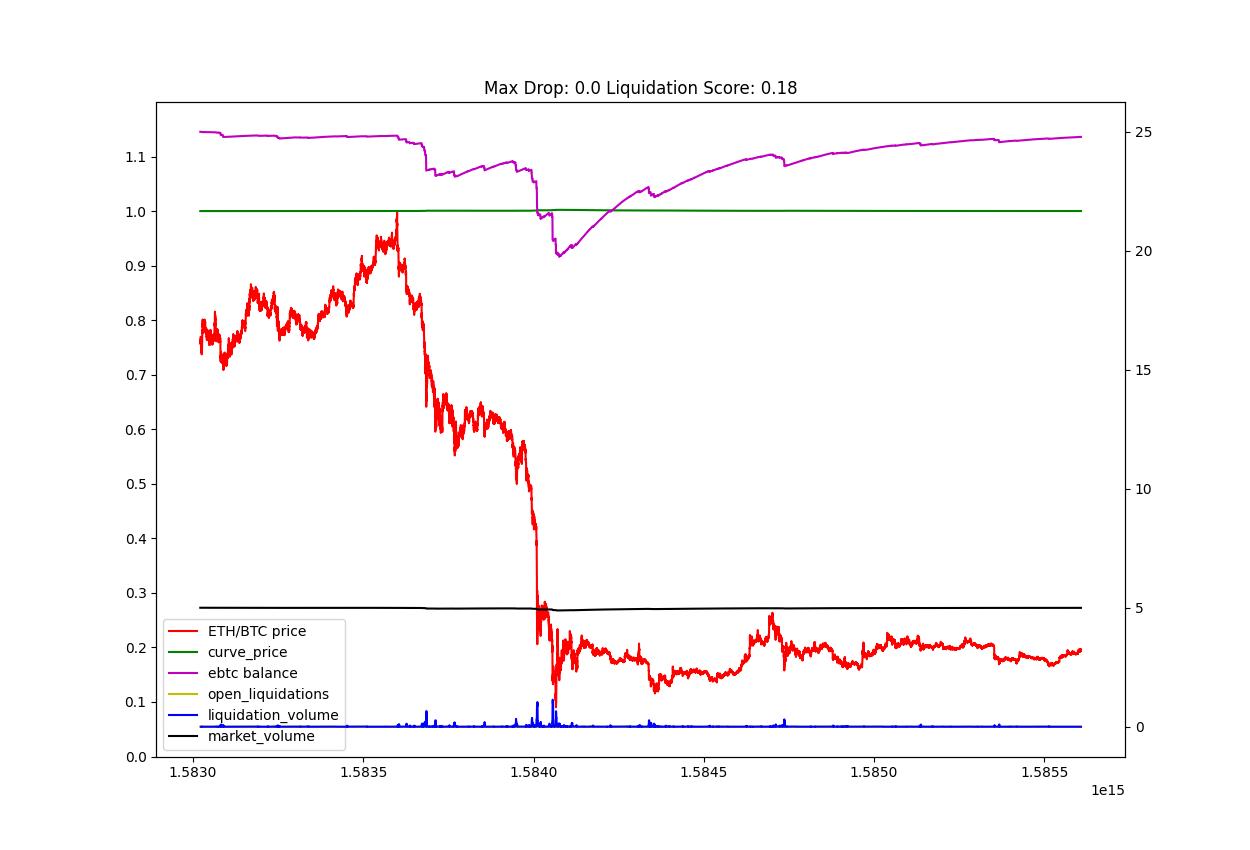 Max Drop: 0.0 Liquidation Score: 0.18
1.1
1.0
0.9
0.8
0.7
0.6
0.5
0.4
0.3
0.2
0.1
0.0
25
20
15
10
5
0
ETH/BTC price
curve_price
ebtc balance
open_liquidations
liquidation_volume
market_volume
1.5830 1.5835 1.5840 1.5845 1.5850 1.5855
1e15